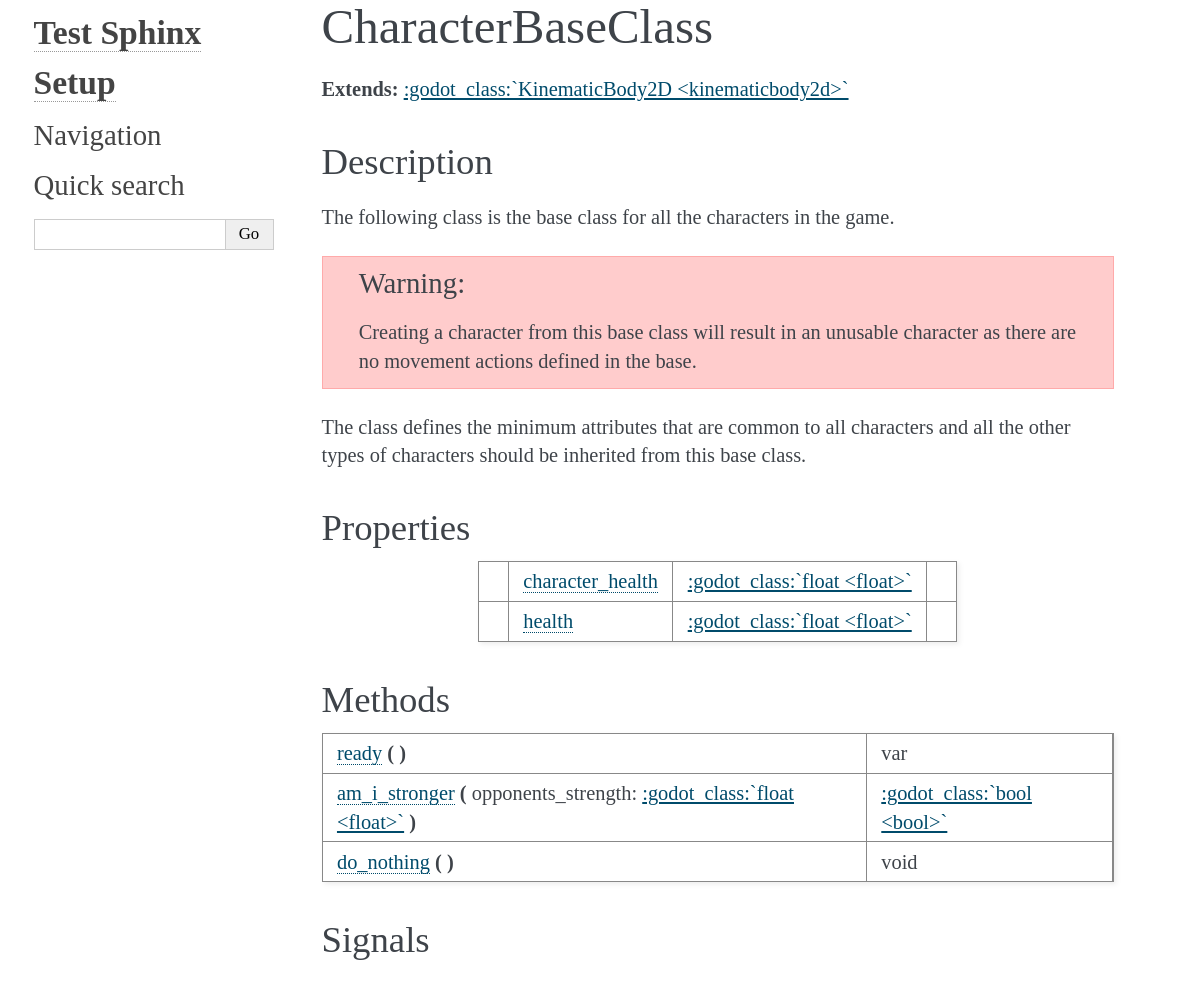 Test Sphinx
Setup
Navigation
Quick search
Go
CharacterBaseClass
Extends: :godot_class:`KinematicBody2D <kinematicbody2d>`
Description
The following class is the base class for all the characters in the game.
Warning:
Creating a character from this base class will result in an unusable character as there are
no movement actions defined in the base.
The class defines the minimum attributes that are common to all characters and all the other
types of characters should be inherited from this base class.
Properties
character_health :godot_class:`float <float>`
health :godot_class:`float <float>`
Methods
ready ( ) var
am_i_stronger ( opponents_strength: :godot_class:`float :godot_class:`bool
<float>` ) <bool>`
do_nothing ( ) void
Signals